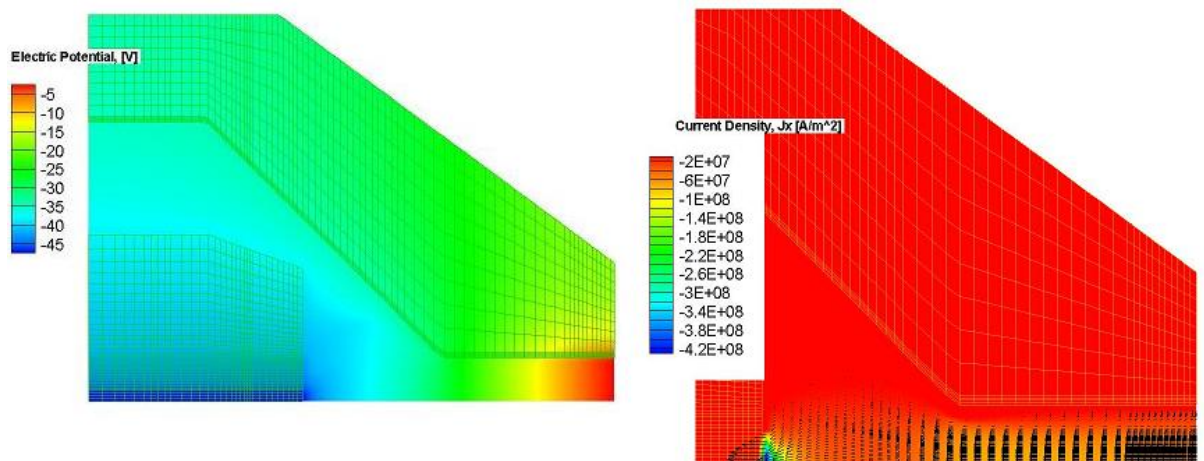 Electric Potential, [V]
-5
-10
-15
-20
-25
-30
-35
-40
-45
Current Density, Jx [A/m^2]
-2E+07
-6E+07
-1E+08
-1.4E+08
-1.8E+08
-2.2E+08
-2.6E+08
-3E+08
-3.4E+08
-3.8E+08
-4.2E+08